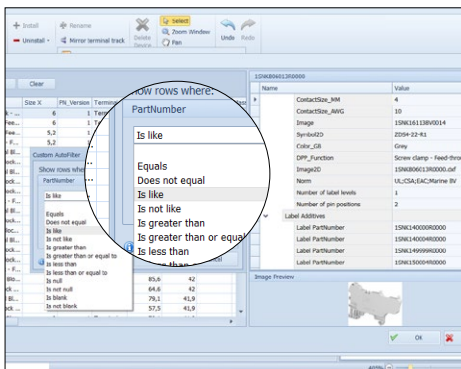 Install
Rename
Select
Uninstall
Mirror terminal track
Delete Device
Zoom Window
Pan
Undo
Redo
Clear
Size X
PN_Version
6
1
6
1
5,2
5,2
Custom AutoFilter
Show rows where:
PartNumber
Is like
Equals
Does not equal
Is like
Is not like
Is greater than
Is greater than or equal to
Is less than
Is less than or equal to
Is null
Is not null
Is blank
Is not blank
85,6 42
64,6 42
79,1 41,9
57,5 41,9
Show rows where:
PartNumber
Is like
Equals
Does not equal
Is like
Is not like
Is greater than
Is greater than or equal
Is less than
1SNK806013R0000
Name Value
ContactSize_MM 4
ContactSize_AWG 10
Image 1SNK161138V0014
Symbol2D ZDS4-22-R1
Color_GB Grey
DPP_Function Screw clamp - Feed-throu
Image2D 1SNK806013R0000.dxf
Norm UL;CSA;EAC;Marine BV
Number of label levels 1
Number of pin positions 2
Label Additives
Label PartNumber 1SNK140000R0000
Label PartNumber 1SNK140004R0000
Label PartNumber 1SNK149999R0000
Label PartNumber 1SNK150004R0000
Image Preview
OK